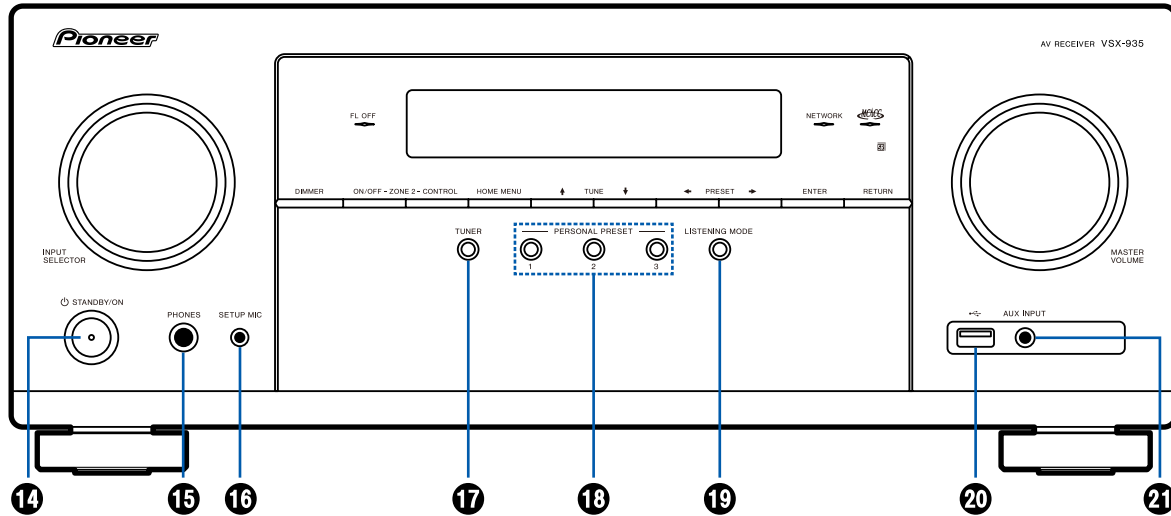 Pioneer
AV RECEIVER VSX-935
FL OFF
NETWORK
MCACC
DIMMER
ON/OFF - ZONE 2 - CONTROL
HOME MENU
TUNE
PRESET
ENTER
RETURN
TUNER
PERSONAL PRESET
1 2 3
LISTENING MODE
INPUT
SELECTOR
MASTER
VOLUME
STANDBY/ON
PHONES
SETUP MIC
AUX INPUT
14 15 16 17 18 19 20 21